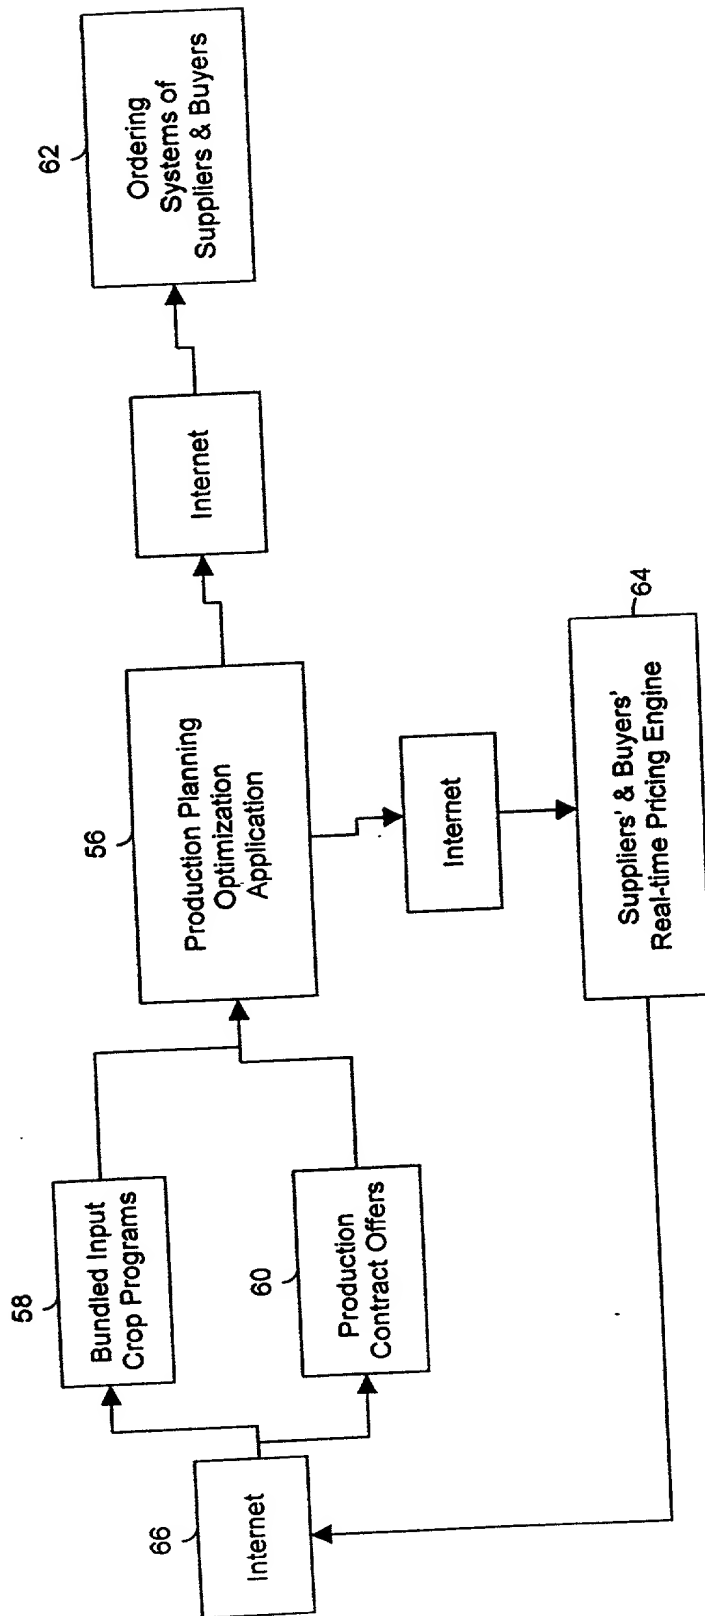 66
Internet
58
Bundled Input
Crop Programs
60
Production
Contract Offers
56
Production Planning
Optimization
Application
Internet
62
Ordering
Systems of
Suppliers & Buyers
Internet
64
Suppliers' & Buyers'
Real-time Pricing Engine